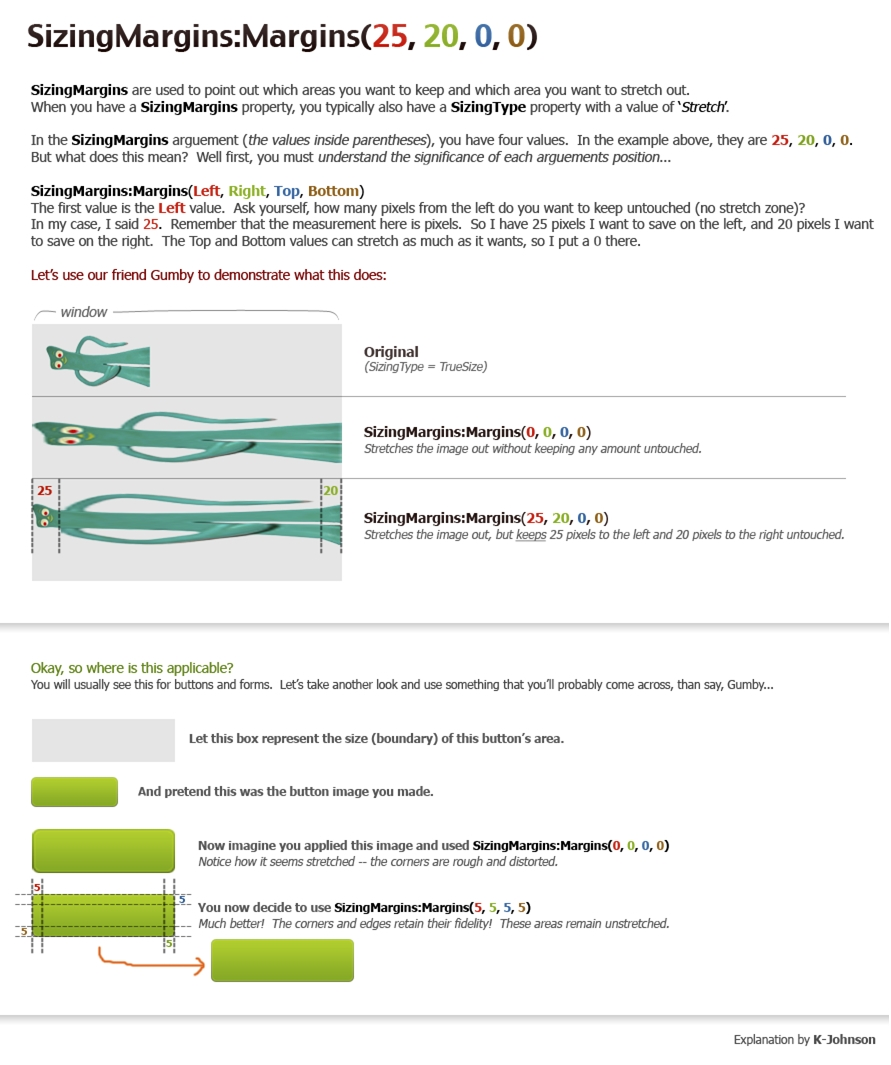 SizingMargins:Margins(25, 20, 0, 0)
SizingMargins are used to point out which areas you want to keep and which area you want to stretch out.
When you have a SizingMargins property, you typically also have a SizingType property with a value of ‘Stretch’.
In the SizingMargins arguement (the values inside parentheses), you have four values. In the example above, they are 25, 20, 0, 0.
But what does this mean? Well first, you must understand the significance of each arguements position...
SizingMargins:Margins(Left, Right, Top, Bottom)
The first value is the Left value. Ask yourself, how many pixels from the left do you want to keep untouched (no stretch zone)?
In my case, I said 25. Remember that the measurement here is pixels. So I have 25 pixels I want to save on the left, and 20 pixels I want
to save on the right. The Top and Bottom values can stretch as much as it wants, so I put a 0 there.
Let’s use our friend Gumby to demonstrate what this does:
window
Original
(SizingType = TrueSize)
SizingMargins:Margins(0, 0, 0, 0)
Stretches the image out without keeping any amount untouched.
25
20
SizingMargins:Margins(25, 20, 0, 0)
Stretches the image out, but keeps 25 pixels to the left and 20 pixels to the right untouched.
Okay, so where is this applicable?
You will usually see this for buttons and forms. Let’s take another look and use something that you’ll probably come across, than say, Gumby...
Let this box represent the size (boundary) of this button’s area.
And pretend this was the button image you made.
Now imagine you applied this image and used SizingMargins:Margins(0, 0, 0, 0)
Notice how it seems stretched -- the corners are rough and distorted.
5
5
5
5
You now decide to use SizingMargins:Margins(5, 5, 5, 5)
Much better! The corners and edges retain their fidelity! These areas remain unstretched.
Explanation by K-Johnson